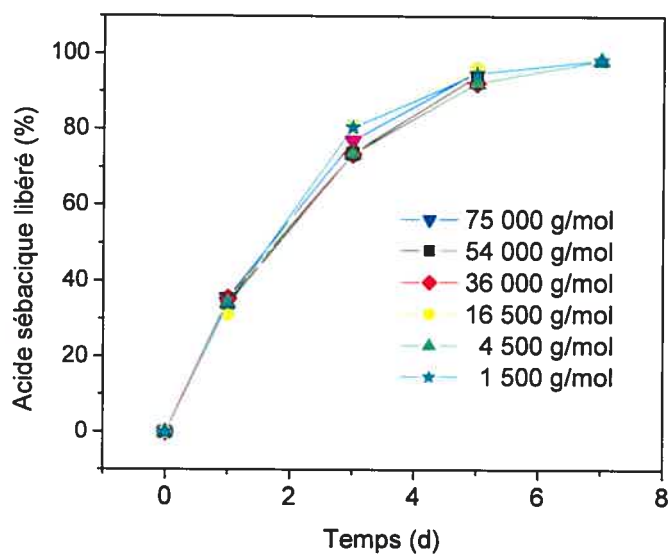 Acide sébacique libéré (%)
100
80
60
40
20
0
75 000 g/mol
54 000 g/mol
36 000 g/mol
16 500 g/mol
4 500 g/mol
1 500 g/mol
0 2 4 6 8
Temps (d)